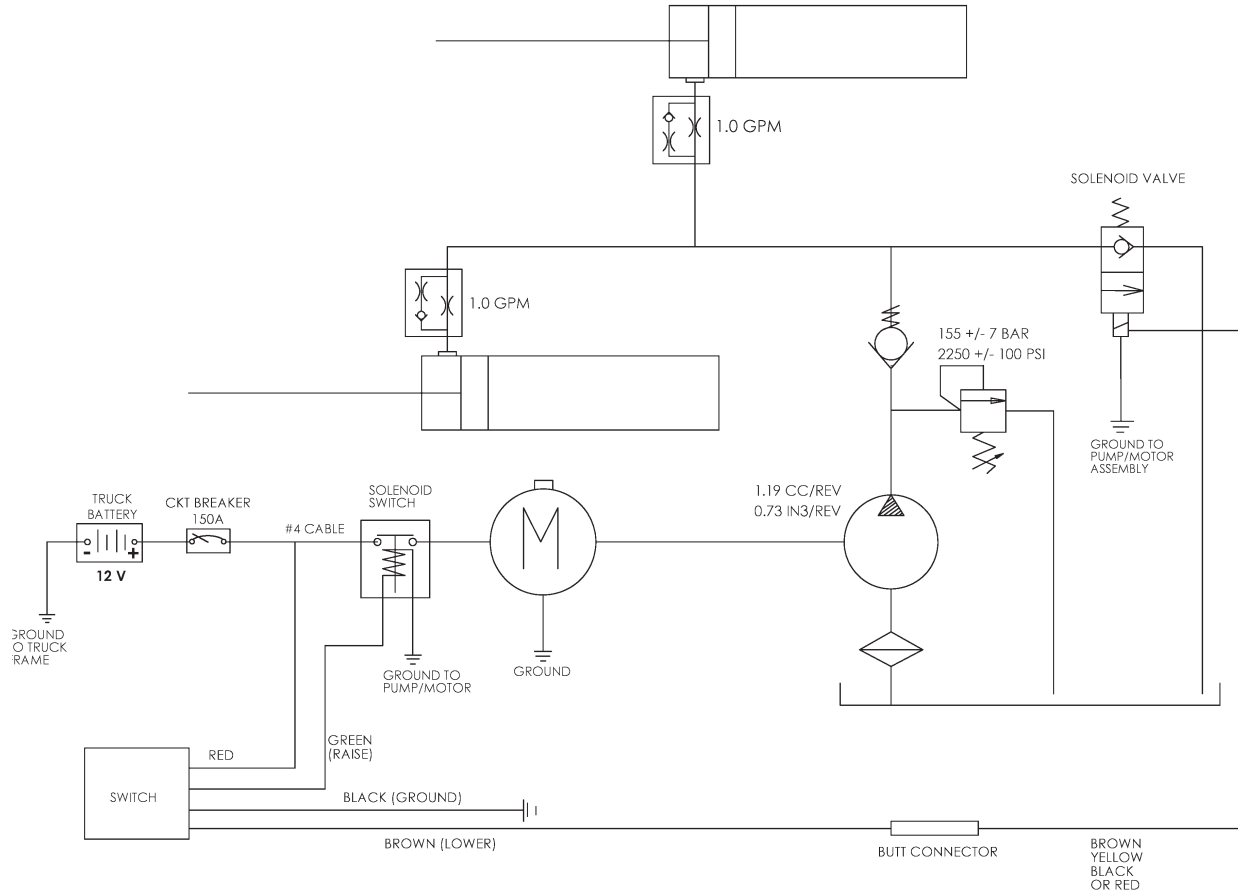 1.0 GPM
SOLENOID VALVE
1.0 GPM
155 +/- 7 BAR
2250 +/- 100 PSI
GROUND TO
PUMP/MOTOR
ASSEMBLY
TRUCK
BATTERY
- +
12 V
CKT BREAKER
150A
#4 CABLE
SOLENOID
SWITCH
M
1.19 CC/REV
0.73 IN3/REV
GROUND
O TRUCK
RAME
GROUND TO
PUMP/MOTOR
GROUND
RED
GREEN
(RAISE)
SWITCH
BLACK (GROUND)
BROWN (LOWER)
BUTT CONNECTOR
BROWN
YELLOW
BLACK
OR RED